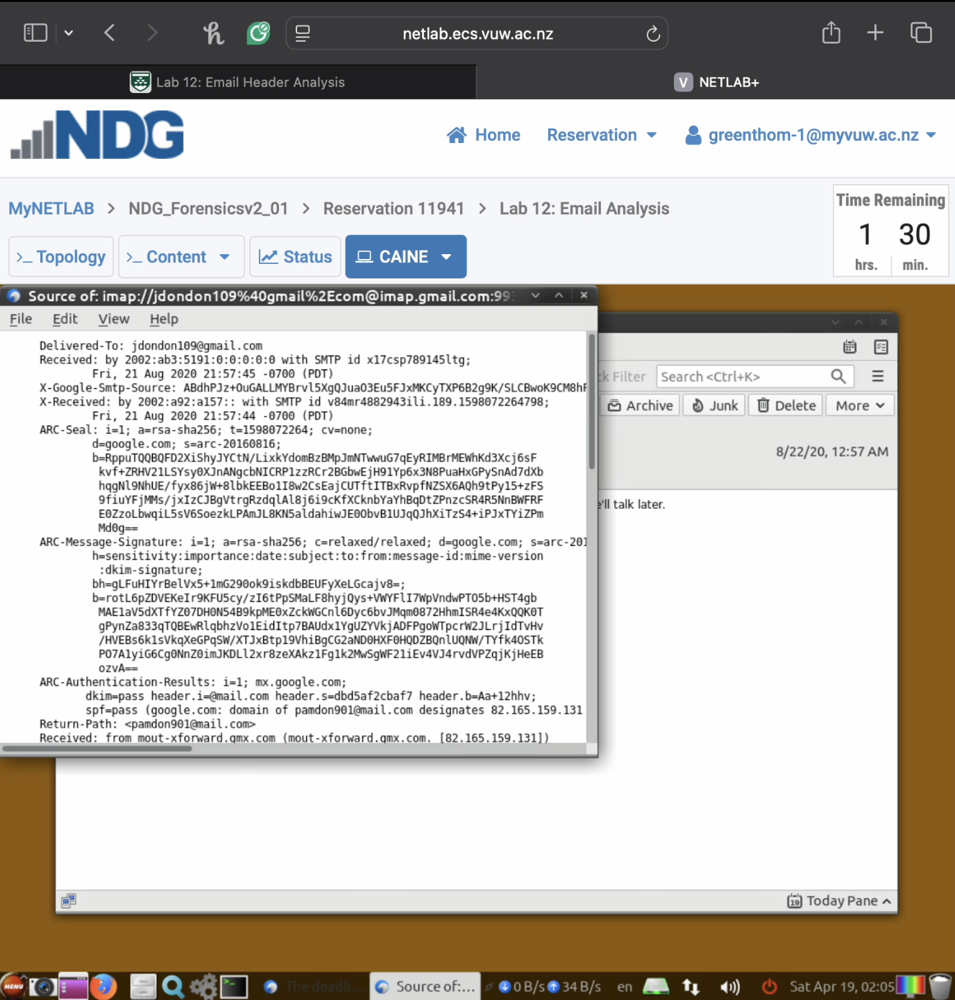 netlab.ecs.vuw.ac.nz
Lab 12: Email Header Analysis
V NETLAB+
NDG
Home
Reservation
greenthom-1@myvuw.ac.nz
MyNETLAB > NDG_Forensicsv2_01 > Reservation 11941 > Lab 12: Email Analysis
Time Remaining
1 30
hrs. min.
>_ Topology
>_ Content
Status
CAINE
Source of: imap://jdondon109%40gmail%2Ecom@imap.gmail.com:993
File Edit View Help
Delivered-To: jdondon109@gmail.com
Received: by 2002:ab3:5191:0:0:0:0:0 with SMTP id x17csp789145ltg;
Fri, 21 Aug 2020 21:57:45 -0700 (PDT)
X-Google-Smtp-Source: ABdhPJz+OuGALLMYBrvl5XgQJuaO3Eu5FJxMKCyTXP6B2g9K/SLCBwoK9CM8hF
X-Received: by 2002:a92:a157:: with SMTP id v84mr4882943ili.189.1598072264798;
Fri, 21 Aug 2020 21:57:44 -0700 (PDT)
ARC-Seal: i=1; a=rsa-sha256; t=1598072264; cv=none;
d=google.com; s=arc-20160816;
b=RppuTQQBQFD2XiShyJYCtN/LixkYdomBzBMpJmNTwwuG7qEyRIMBrMEWhKd3Xcj6sF
kvf+ZRHV21LSYsy0XJnANgcbNICRP1zzRCr2BGbwEjH91Yp6x3N8PuaHxGPySnAd7dXb
hqgNl9NhUE/fyx86jW+8lbkEEBo1I8w2CsEajCUTftITBxRvpfNZSX6AQh9tPy15+zFS
9fiuYFjMMs/jxIzCJBgVtrgRzdqlAl8j6i9cKfXCknbYaYhBqDtZPnzcSR4R5NnBWFRF
E0ZzoLbwqiL5sV6SoezkLPAmJL8KN5aldahiwJE0ObvB1UJqQJhXiTzS4+iPJxTYiZPm
Md0g==
ARC-Message-Signature: i=1; a=rsa-sha256; c=relaxed/relaxed; d=google.com; s=arc-201
h=sensitivity:importance:date:subject:to:from:message-id:mime-version
:dkim-signature;
bh=gLFuHIYrBelVx5+1mG290ok9iskdbBEUFyXeLGcajv8=;
b=rotL6pZDVEKeIr9KFU5cy/zI6tPpSMaLF8hyjQys+VWYFlI7WpVndwPTO5b+HST4gb
MAE1aV5dXTfYZ07DH0N54B9kpME0xZckWGCnl6Dyc6bvJMqm0872HhmISR4e4KxQQK0T
gPynZa833qTQBEwRlqbhzVo1EidItp7BAUdx1YgUZYVkjADFPgoWTpcrW2JLrjIdTvHv
/HVEBs6k1sVkqXeGPqSW/XTJxBtp19VhiBgCG2aND0HXF0HQDZBQnlUQNW/TYfk4OSTk
PO7A1yiG6Cg0NnZ0imJKDLl2xr8zeXAkz1Fg1k2MwSgWF21iEv4VJ4rvdVPZqjKjHeEB
ozvA==
ARC-Authentication-Results: i=1; mx.google.com;
dkim=pass header.i=@mail.com header.s=dbd5af2cbaf7 header.b=Aa+12hhv;
spf=pass (google.com: domain of pamdon901@mail.com designates 82.165.159.131
Return-Path: <pamdon901@mail.com>
Received: from mout-xforward.gmx.com (mout-xforward.gmx.com. [82.165.159.131])
ck Filter
Search <Ctrl+K>
Archive Junk Delete More
8/22/20, 12:57 AM
e'll talk later.
19 Today Pane
MENU
The deadli...
Source of:...
0 B/s 34 B/s
en
Sat Apr 19, 02:05